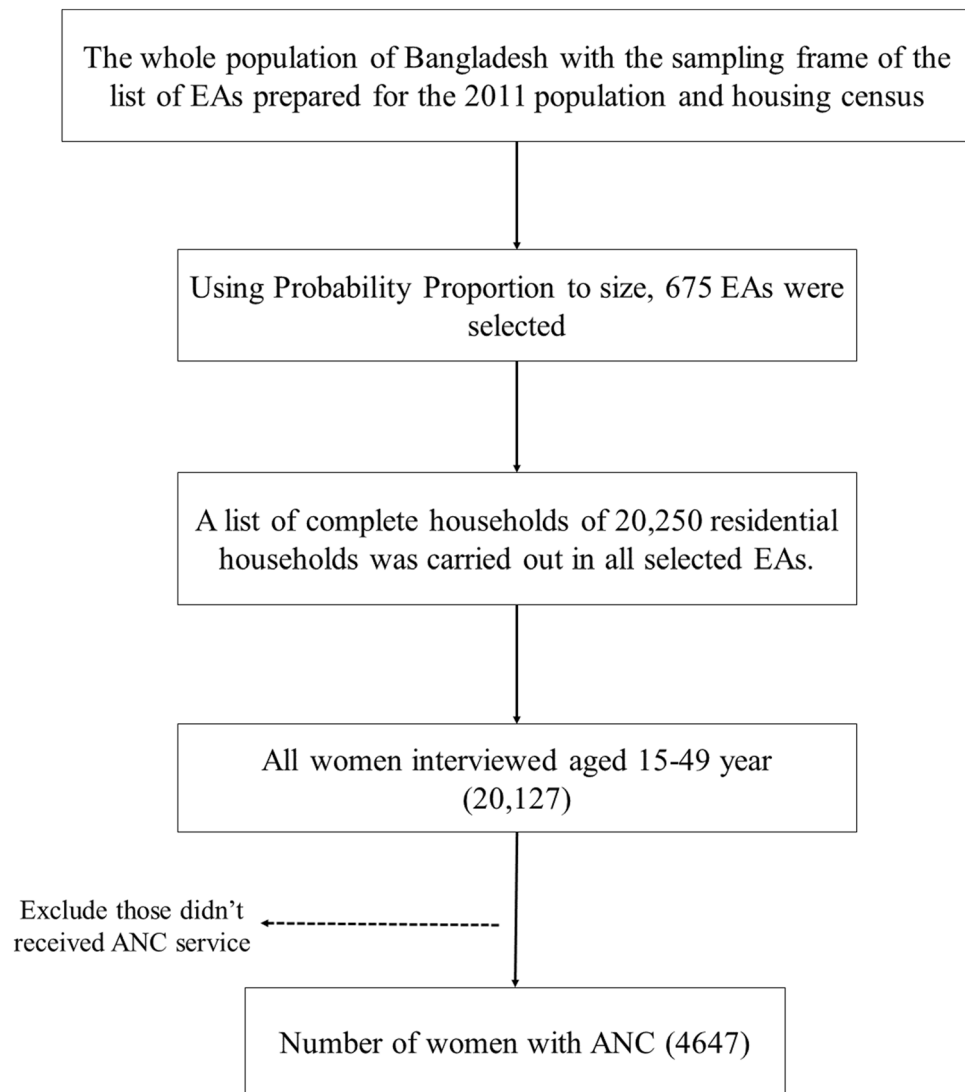 The whole population of Bangladesh with the sampling frame of the
list of EAs prepared for the 2011 population and housing census
Using Probability Proportion to size, 675 EAs were
selected
A list of complete households of 20,250 residential
households was carried out in all selected EAs.
All women interviewed aged 15-49 year
(20,127)
Exclude those didn’t
received ANC service
Number of women with ANC (4647)